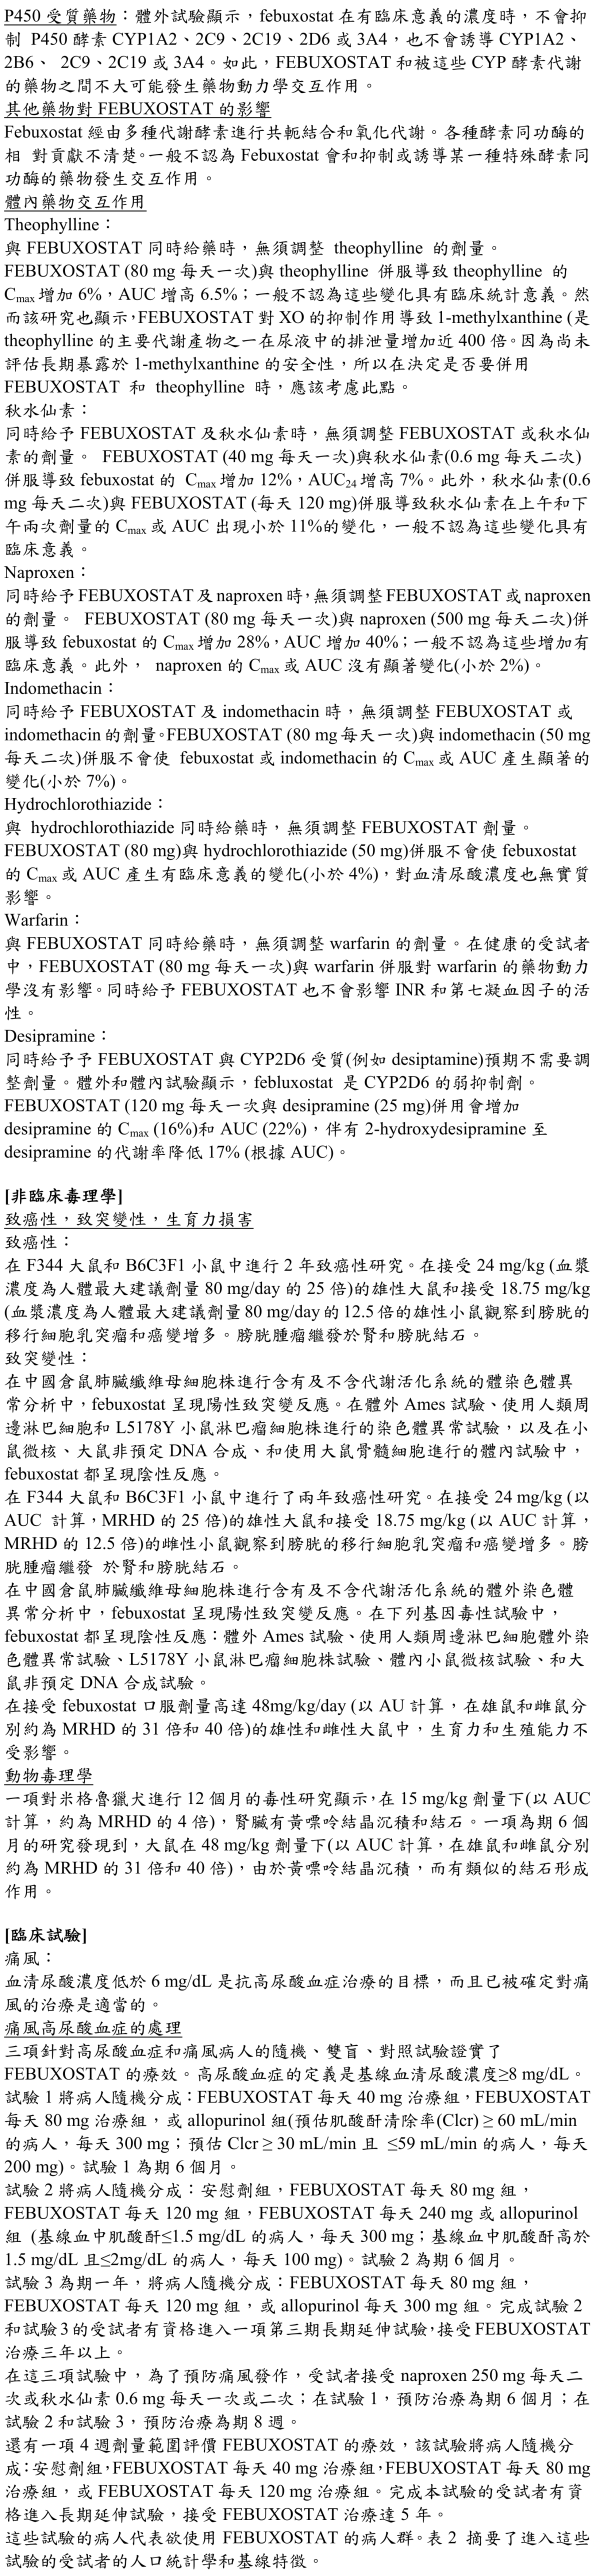 P450 受質藥物：體外試驗顯示，febuxostat 在有臨床意義的濃度時，不會抑
制 P450 酵素 CYP1A2、2C9、2C19、2D6 或 3A4，也不會誘導 CYP1A2、
2B6、 2C9、2C19 或 3A4。如此，FEBUXOSTAT 和被這些 CYP 酵素代謝
的藥物之間不大可能發生藥物動力學交互作用。
其他藥物對 FEBUXOSTAT 的影響
Febuxostat 經由多種代謝酵素進行共軛結合和氧化代謝。各種酵素同功酶的
相 對貢獻不清楚。一般不認為 Febuxostat 會和抑制或誘導某一種特殊酵素同
功酶的藥物發生交互作用。
體內藥物交互作用
Theophylline：
與 FEBUXOSTAT 同時給藥時，無須調整 theophylline 的劑量。
FEBUXOSTAT (80 mg 每天一次)與 theophylline 併服導致 theophylline 的
Cmax 增加 6%，AUC 增高 6.5%；一般不認為這些變化具有臨床統計意義。然
而該研究也顯示，FEBUXOSTAT 對 XO 的抑制作用導致 1-methylxanthine (是
theophylline 的主要代謝產物之一在尿液中的排泄量增加近 400 倍。因為尚未
評估長期暴露於 1-methylxanthine 的安全性，所以在決定是否要併用
FEBUXOSTAT 和 theophylline 時，應該考慮此點。
秋水仙素：
同時給予 FEBUXOSTAT 及秋水仙素時，無須調整 FEBUXOSTAT 或秋水仙
素的劑量。 FEBUXOSTAT (40 mg 每天一次)與秋水仙素(0.6 mg 每天二次)
併服導致 febuxostat 的 Cmax 增加 12%，AUC24 增高 7%。此外，秋水仙素(0.6
mg 每天二次)與 FEBUXOSTAT (每天 120 mg)併服導致秋水仙素在上午和下
午兩次劑量的 Cmax 或 AUC 出現小於 11%的變化，一般不認為這些變化具有
臨床意義。
Naproxen：
同時給予 FEBUXOSTAT 及 naproxen 時，無須調整 FEBUXOSTAT 或 naproxen
的劑量。 FEBUXOSTAT (80 mg 每天一次)與 naproxen (500 mg 每天二次)併
服導致 febuxostat 的 Cmax 增加 28%，AUC 增加 40%；一般不認為這些增加有
臨床意義。此外， naproxen 的 Cmax 或 AUC 沒有顯著變化(小於 2%)。
Indomethacin：
同時給予 FEBUXOSTAT 及 indomethacin 時，無須調整 FEBUXOSTAT 或
indomethacin 的劑量。FEBUXOSTAT (80 mg 每天一次)與 indomethacin (50 mg
每天二次)併服不會使 febuxostat 或 indomethacin 的 Cmax 或 AUC 產生顯著的
變化(小於 7%)。
Hydrochlorothiazide：
與 hydrochlorothiazide 同時給藥時，無須調整 FEBUXOSTAT 劑量。
FEBUXOSTAT (80 mg)與 hydrochlorothiazide (50 mg)併服不會使 febuxostat
的 Cmax 或 AUC 產生有臨床意義的變化(小於 4%)，對血清尿酸濃度也無實質
影響。
Warfarin：
與 FEBUXOSTAT 同時給藥時，無須調整 warfarin 的劑量。在健康的受試者
中，FEBUXOSTAT (80 mg 每天一次)與 warfarin 併服對 warfarin 的藥物動力
學沒有影響。同時給予 FEBUXOSTAT 也不會影響 INR 和第七凝血因子的活
性。
Desipramine：
同時給予予 FEBUXOSTAT 與 CYP2D6 受質(例如 desiptamine)預期不需要調
整劑量。體外和體內試驗顯示，febluxostat 是 CYP2D6 的弱抑制劑。
FEBUXOSTAT (120 mg 每天一次與 desipramine (25 mg)併用會增加
desipramine 的 Cmax (16%)和 AUC (22%)，伴有 2-hydroxydesipramine 至
desipramine 的代謝率降低 17% (根據 AUC)。
[非臨床毒理學]
致癌性，致突變性，生育力損害
致癌性：
在 F344 大鼠和 B6C3F1 小鼠中進行 2 年致癌性研究。在接受 24 mg/kg (血漿
濃度為人體最大建議劑量 80 mg/day 的 25 倍)的雄性大鼠和接受 18.75 mg/kg
(血漿濃度為人體最大建議劑量 80 mg/day 的 12.5 倍的雄性小鼠觀察到膀胱的
移行細胞乳突瘤和癌變增多。膀胱腫瘤繼發於腎和膀胱結石。
致突變性：
在中國倉鼠肺臟纖維母細胞株進行含有及不含代謝活化系統的體染色體異
常分析中，febuxostat 呈現陽性致突變反應。在體外 Ames 試驗、使用人類周
邊淋巴細胞和 L5178Y 小鼠淋巴瘤細胞株進行的染色體異常試驗，以及在小
鼠微核、大鼠非預定 DNA 合成、和使用大鼠骨髓細胞進行的體內試驗中，
febuxostat 都呈現陰性反應。
在 F344 大鼠和 B6C3F1 小鼠中進行了兩年致癌性研究。在接受 24 mg/kg (以
AUC 計算，MRHD 的 25 倍)的雄性大鼠和接受 18.75 mg/kg (以 AUC 計算，
MRHD 的 12.5 倍)的雌性小鼠觀察到膀胱的移行細胞乳突瘤和癌變增多。膀
胱腫瘤繼發 於腎和膀胱結石。
在中國倉鼠肺臟纖維母細胞株進行含有及不含代謝活化系統的體外染色體
異常分析中，febuxostat 呈現陽性致突變反應。在下列基因毒性試驗中，
febuxostat 都呈現陰性反應：體外 Ames 試驗、使用人類周邊淋巴細胞體外染
色體異常試驗、L5178Y 小鼠淋巴瘤細胞株試驗、體內小鼠微核試驗、和大
鼠非預定 DNA 合成試驗。
在接受 febuxostat 口服劑量高達 48mg/kg/day (以 AU 計算，在雄鼠和雌鼠分
別約為 MRHD 的 31 倍和 40 倍)的雄性和雌性大鼠中，生育力和生殖能力不
受影響。
動物毒理學
一項對米格魯獵犬進行 12 個月的毒性研究顯示，在 15 mg/kg 劑量下(以 AUC
計算，約為 MRHD 的 4 倍)，腎臟有黃嘌呤結晶沉積和結石。一項為期 6 個
月的研究發現到，大鼠在 48 mg/kg 劑量下(以 AUC 計算，在雄鼠和雌鼠分別
約為 MRHD 的 31 倍和 40 倍)，由於黃嘌呤結晶沉積，而有類似的結石形成
作用。
[臨床試驗]
痛風：
血清尿酸濃度低於 6 mg/dL 是抗高尿酸血症治療的目標，而且已被確定對痛
風的治療是適當的。
痛風高尿酸血症的處理
三項針對高尿酸血症和痛風病人的隨機、雙盲、對照試驗證實了
FEBUXOSTAT 的療效。高尿酸血症的定義是基線血清尿酸濃度≥8 mg/dL。
試驗 1 將病人隨機分成：FEBUXOSTAT 每天 40 mg 治療組，FEBUXOSTAT
每天 80 mg 治療組，或 allopurinol 組(預估肌酸酐清除率(Clcr) ≥ 60 mL/min
的病人，每天 300 mg；預估 Clcr ≥ 30 mL/min 且 ≤59 mL/min 的病人，每天
200 mg)。試驗 1 為期 6 個月。
試驗 2 將病人隨機分成：安慰劑組，FEBUXOSTAT 每天 80 mg 組，
FEBUXOSTAT 每天 120 mg 組，FEBUXOSTAT 每天 240 mg 或 allopurinol
組 (基線血中肌酸酐≤1.5 mg/dL 的病人，每天 300 mg；基線血中肌酸酐高於
1.5 mg/dL 且≤2mg/dL 的病人，每天 100 mg)。試驗 2 為期 6 個月。
試驗 3 為期一年，將病人隨機分成：FEBUXOSTAT 每天 80 mg 組，
FEBUXOSTAT 每天 120 mg 組，或 allopurinol 每天 300 mg 組。完成試驗 2
和試驗 3 的受試者有資格進入一項第三期長期延伸試驗，接受 FEBUXOSTAT
治療三年以上。
在這三項試驗中，為了預防痛風發作，受試者接受 naproxen 250 mg 每天二
次或秋水仙素 0.6 mg 每天一次或二次；在試驗 1，預防治療為期 6 個月；在
試驗 2 和試驗 3，預防治療為期 8 週。
還有一項 4 週劑量範圍評價 FEBUXOSTAT 的療效，該試驗將病人隨機分
成：安慰劑組，FEBUXOSTAT 每天 40 mg 治療組，FEBUXOSTAT 每天 80 mg
治療組，或 FEBUXOSTAT 每天 120 mg 治療組。完成本試驗的受試者有資
格進入長期延伸試驗，接受 FEBUXOSTAT 治療達 5 年。
這些試驗的病人代表欲使用 FEBUXOSTAT 的病人群。表 2 摘要了進入這些
試驗的受試者的人口統計學和基線特徵。